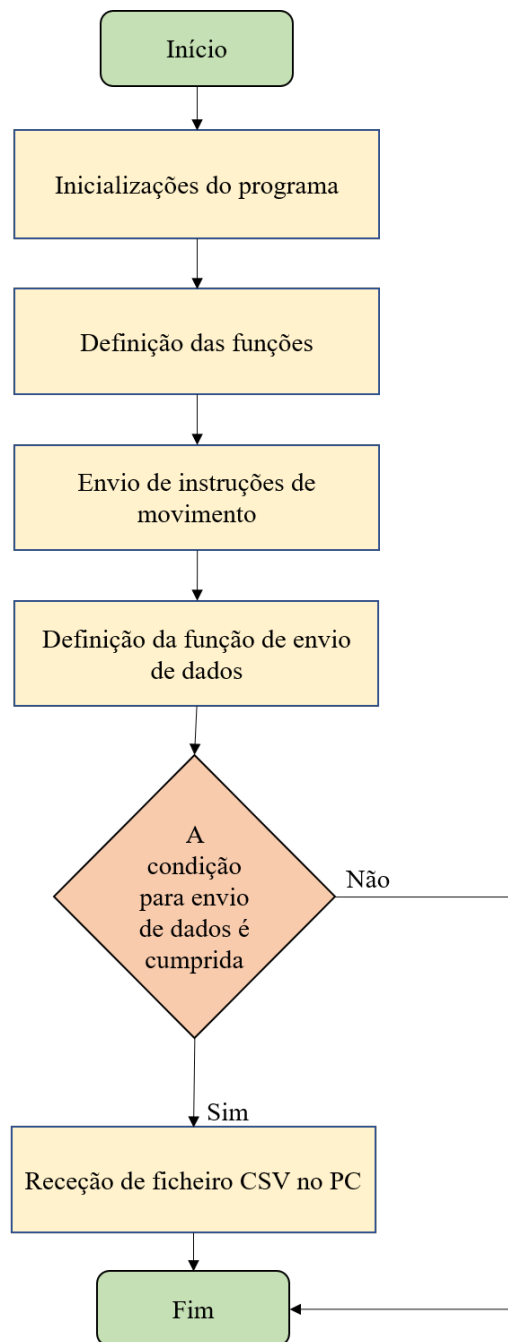 Início
Inicializações do programa
Definição das funções
Envio de instruções de
movimento
Definição da função de envio
de dados
A
condição
para envio
de dados é
cumprida
Não
Sim
Receção de ficheiro CSV no PC
Fim